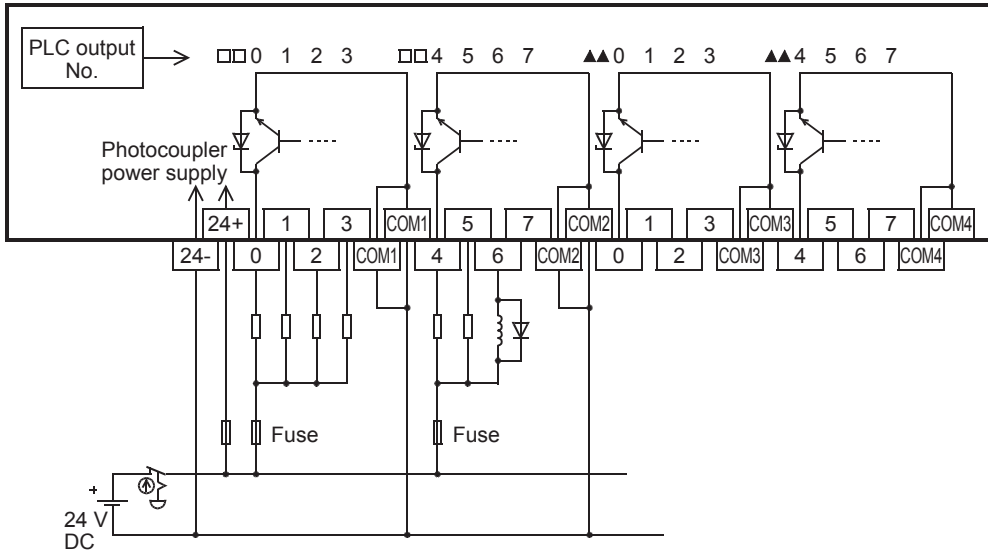 PLC output
No.
□□ 0 1 2 3 □□ 4 5 6 7 ▲▲ 0 1 2 3 ▲▲ 4 5 6 7
Photocoupler
power supply
24+ 1 3 COM1 5 7 COM2 1 3 COM3 5 7 COM4
24- 0 2 COM1 4 6 COM2 0 2 COM3 4 6 COM4
Fuse Fuse
+
24 V
DC